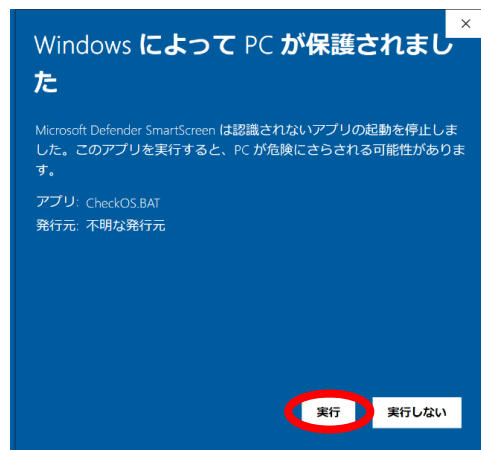 ×
Windows によって PC が保護されまし
た
Microsoft Defender SmartScreen は認識されないアプリの起動を停止しま
した。このアプリを実行すると、PC が危険にさらされる可能性がありま
す。
アプリ: CheckOS.BAT
発行元: 不明な発行元
実行 実行しない